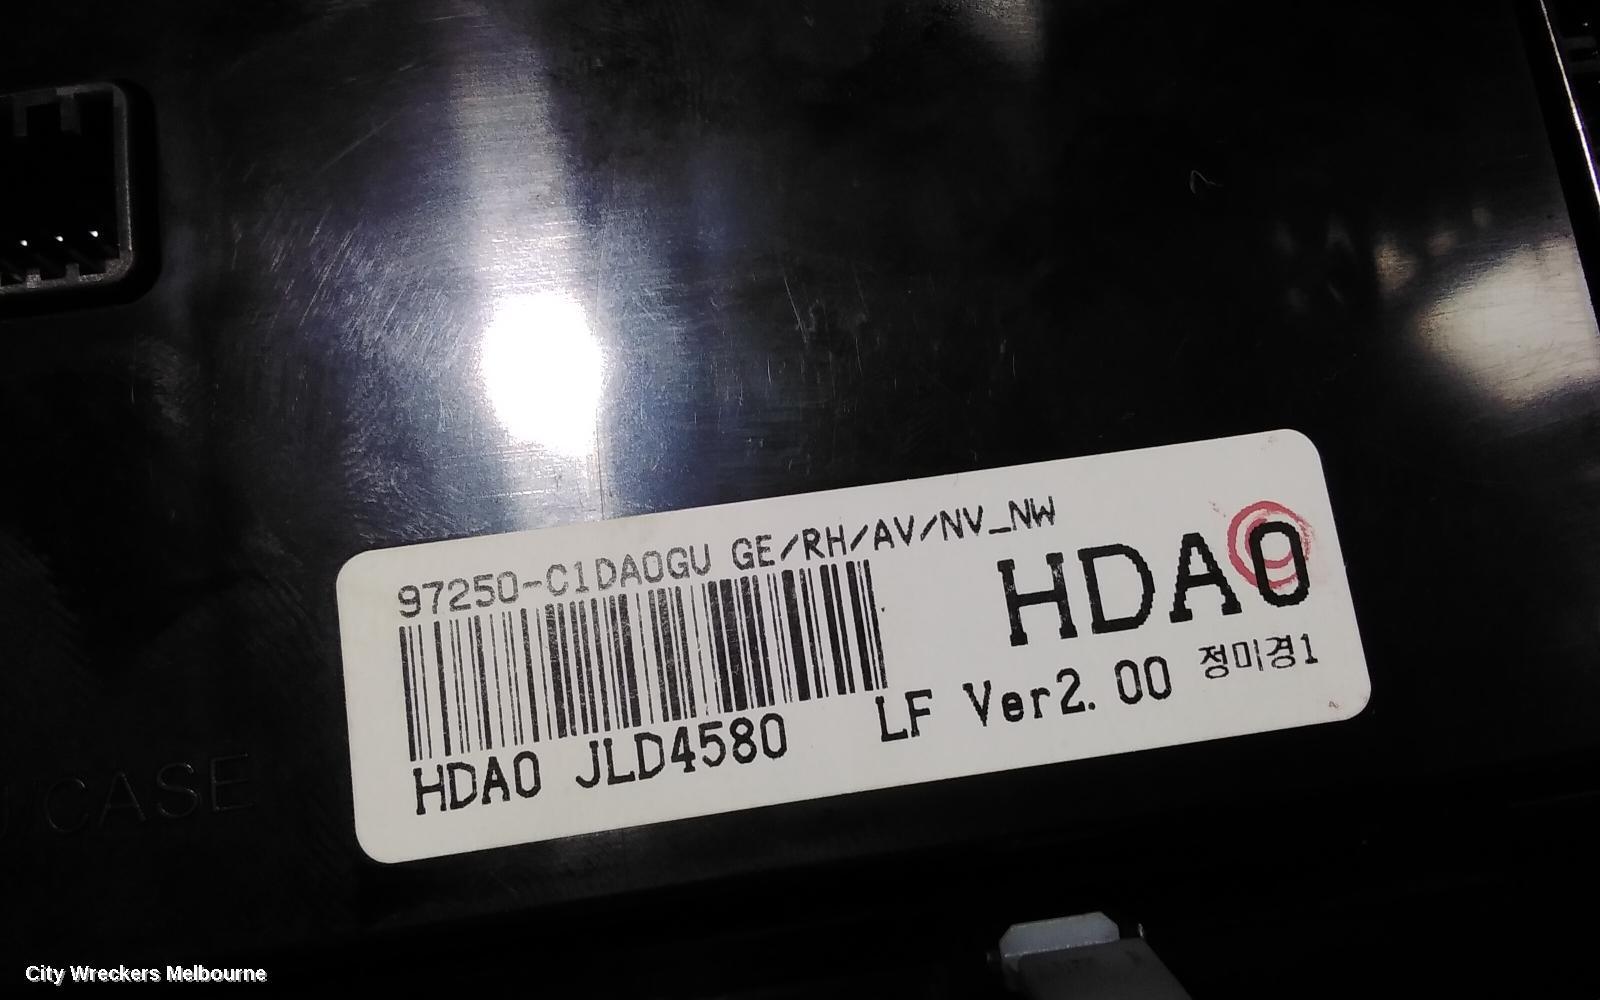 97250-C1DA0GU GE/RH/AV/NV_NW
HDA0
HDA0 JLD4580
LF Ver2.00
정미경1
CASE
City Wreckers Melbourne